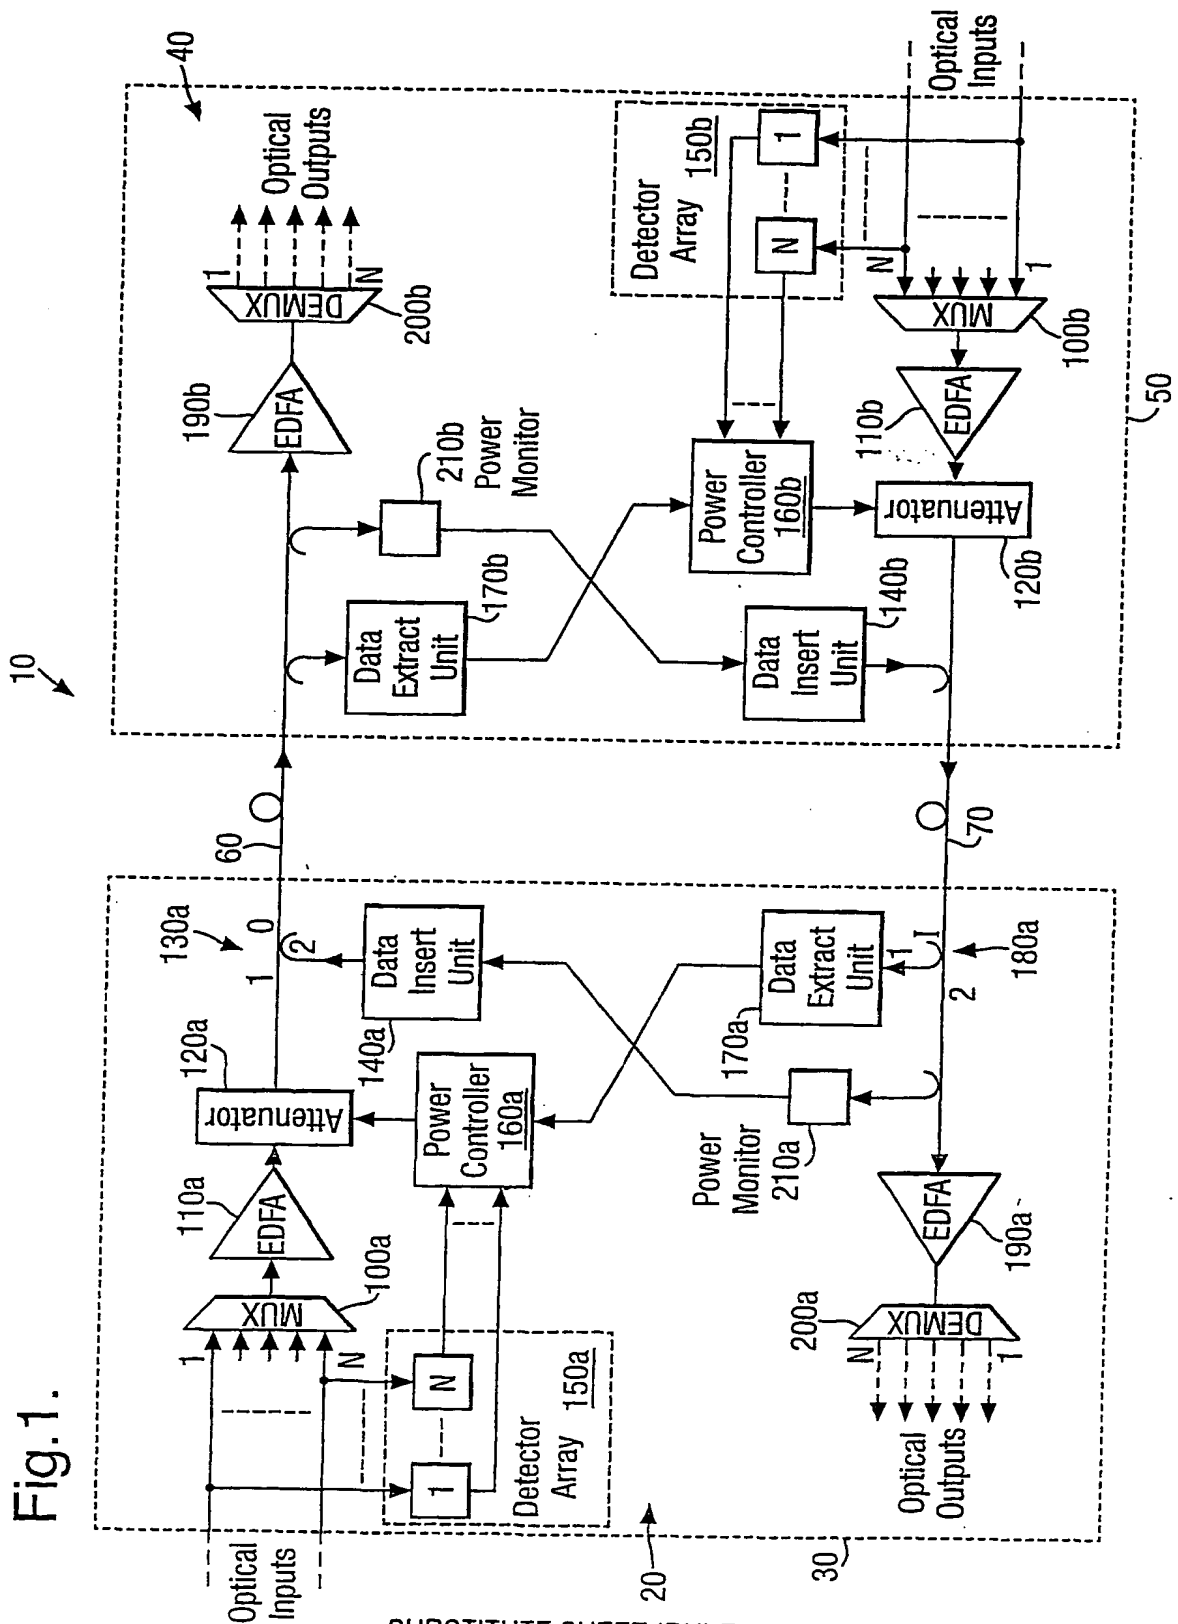 Fig.1.
10
20
30
Optical
Inputs
1
N
MUX
100a
EDFA
110a
Attenuator
120a
130a
1
0
2
60
Data
Insert
Unit
140a
Power
Controller
160a
1
N
Detector
Array 150a
Data
Extract
Unit
170a
1
I
2
180a
Power
Monitor
210a
EDFA
190a
DEMUX
200a
N
1
Optical
Outputs
40
50
EDFA
190b
DEMUX
200b
1
N
Optical
Outputs
210b
Power
Monitor
Data
Extract
Unit
170b
Power
Controller
160b
Detector
Array 150b
N
1
Data
Insert
Unit
140b
Attenuator
120b
EDFA
110b
MUX
100b
N
1
Optical
Inputs
70